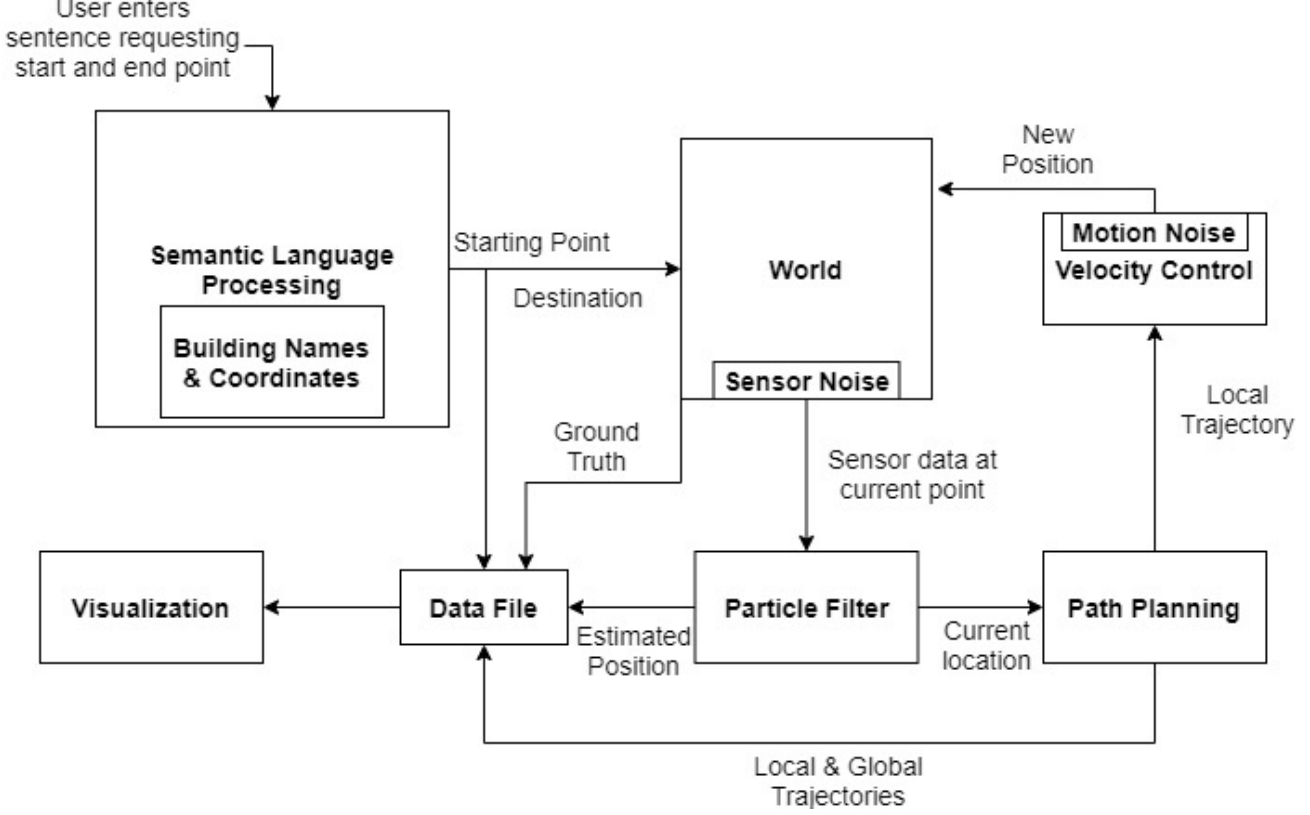 User enters
sentence requesting
start and end point
Semantic Language
Processing
Building Names
& Coordinates
Starting Point
Destination
World
Sensor Noise
New
Position
Motion Noise
Velocity Control
Local
Trajectory
Ground
Truth
Sensor data at
current point
Visualization
Data File
Estimated
Position
Particle Filter
Current
location
Path Planning
Local & Global
Trajectories